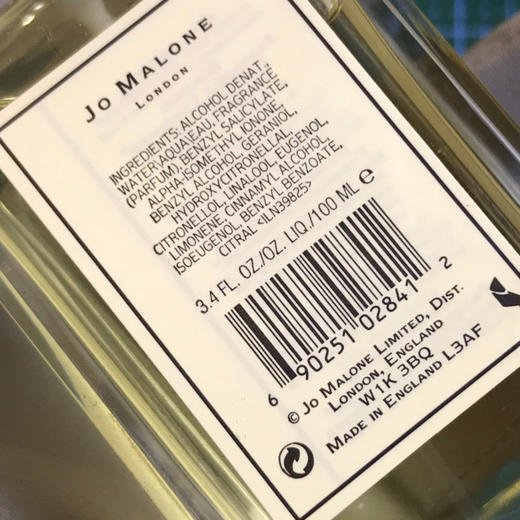 JO MALONE
LONDON
INGREDIENTS: ALCOHOL DENAT.,
WATER\AQUA\EAU, FRAGRANCE
(PARFUM), BENZYL SALICYLATE,
ALPHA-ISOMETHYL IONONE,
BENZYL ALCOHOL, GERANIOL,
HYDROXYCITRONELLAL,
CITRONELLOL, LINALOOL, EUGENOL,
LIMONENE, CINNAMYL ALCOHOL,
ISOEUGENOL, BENZYL BENZOATE,
CITRAL <ILN39825>
3.4 FL. OZ./OZ. LIQ./100 ML ℮
6 90251 02841 2
© JO MALONE LIMITED, DIST.
LONDON, ENGLAND
W1K 3BQ
MADE IN ENGLAND L3AF